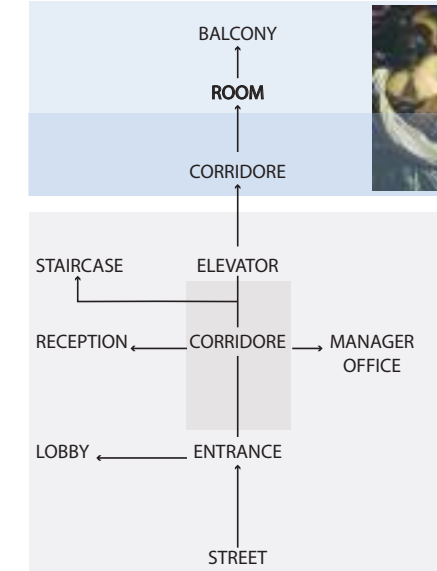 BALCONY
ROOM
CORRIDORE
STAIRCASE ELEVATOR
RECEPTION CORRIDORE MANAGER
OFFICE
LOBBY ENTRANCE
STREET